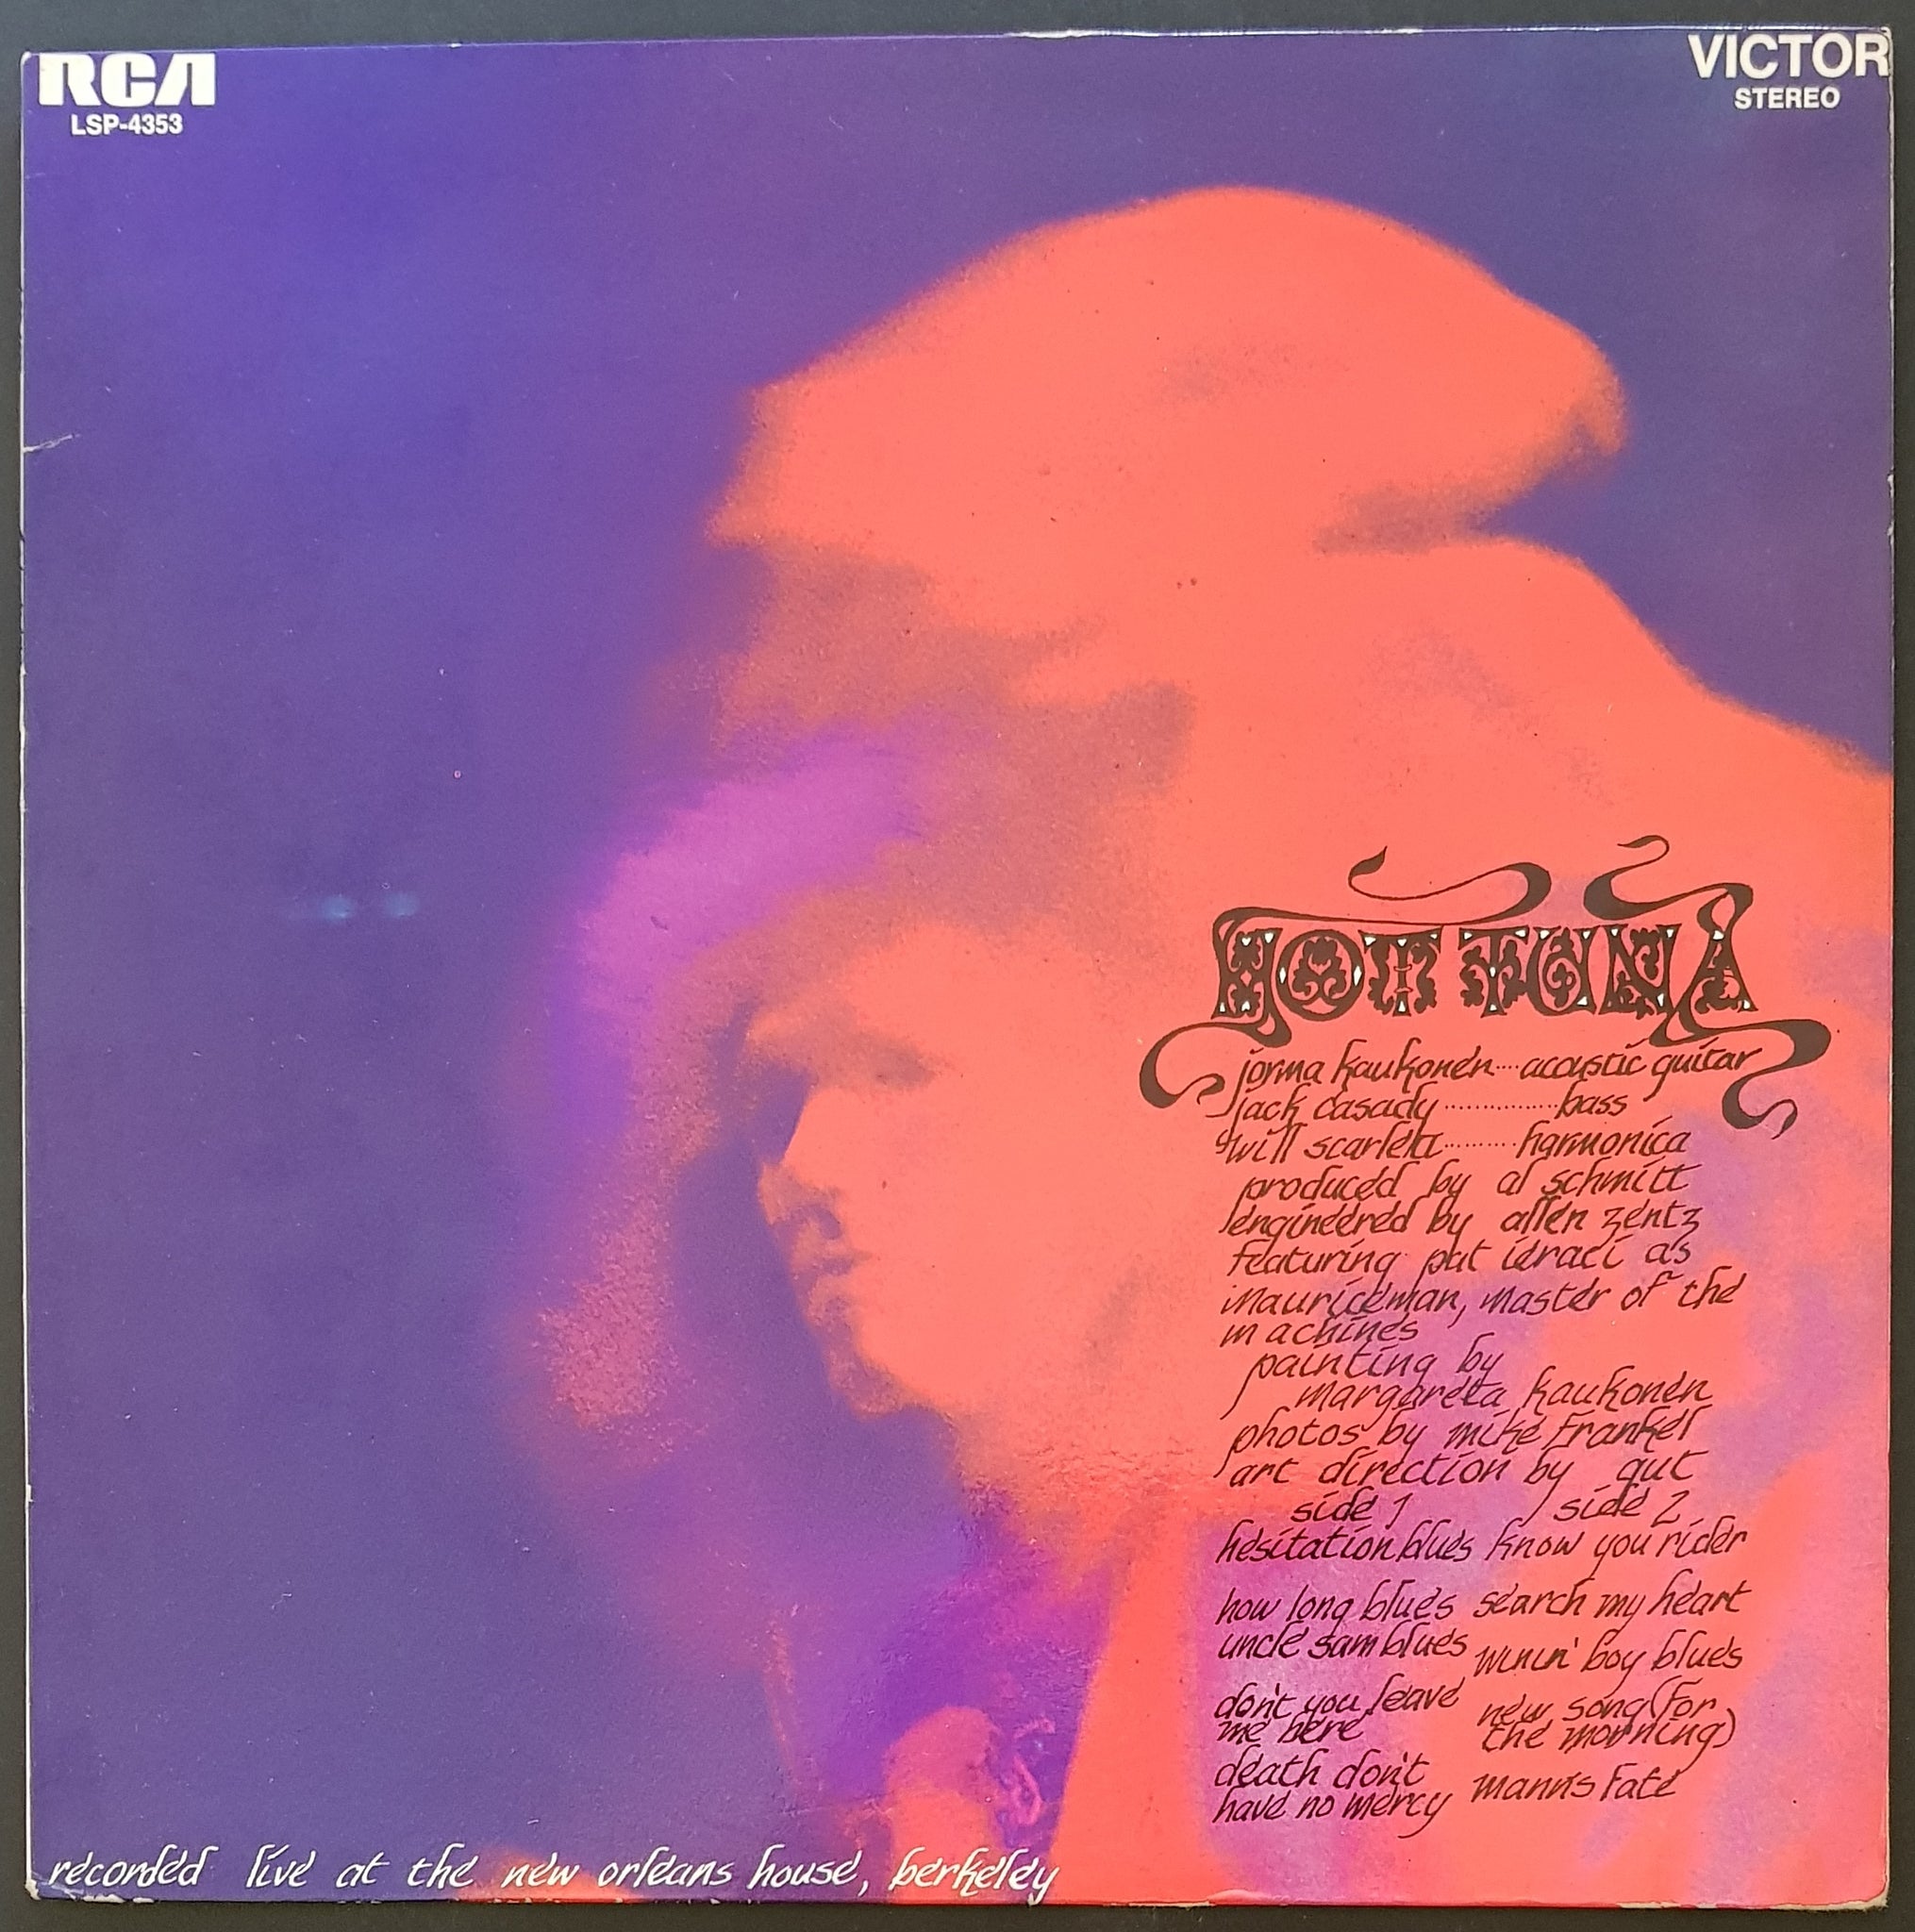 RCA
LSP-4353
VICTOR
STEREO
HOT TUNA
jorma kaukonen····acoustic guitar
jack casady···············bass
will scarlett·········harmonica
produced by al schmitt
engineered by allen zentz
featuring pat ieraci as
mauriceman, master of the
machines
painting by
margareta kaukonen
photos by mike frankel
art direction by gut
side 1 side 2
hesitation blues know you rider
how long blues search my heart
uncle sam blues winin' boy blues
don't you leave new song (for
me here the morning)
death don't
have no mercy mann's fate
recorded live at the new orleans house, berkeley